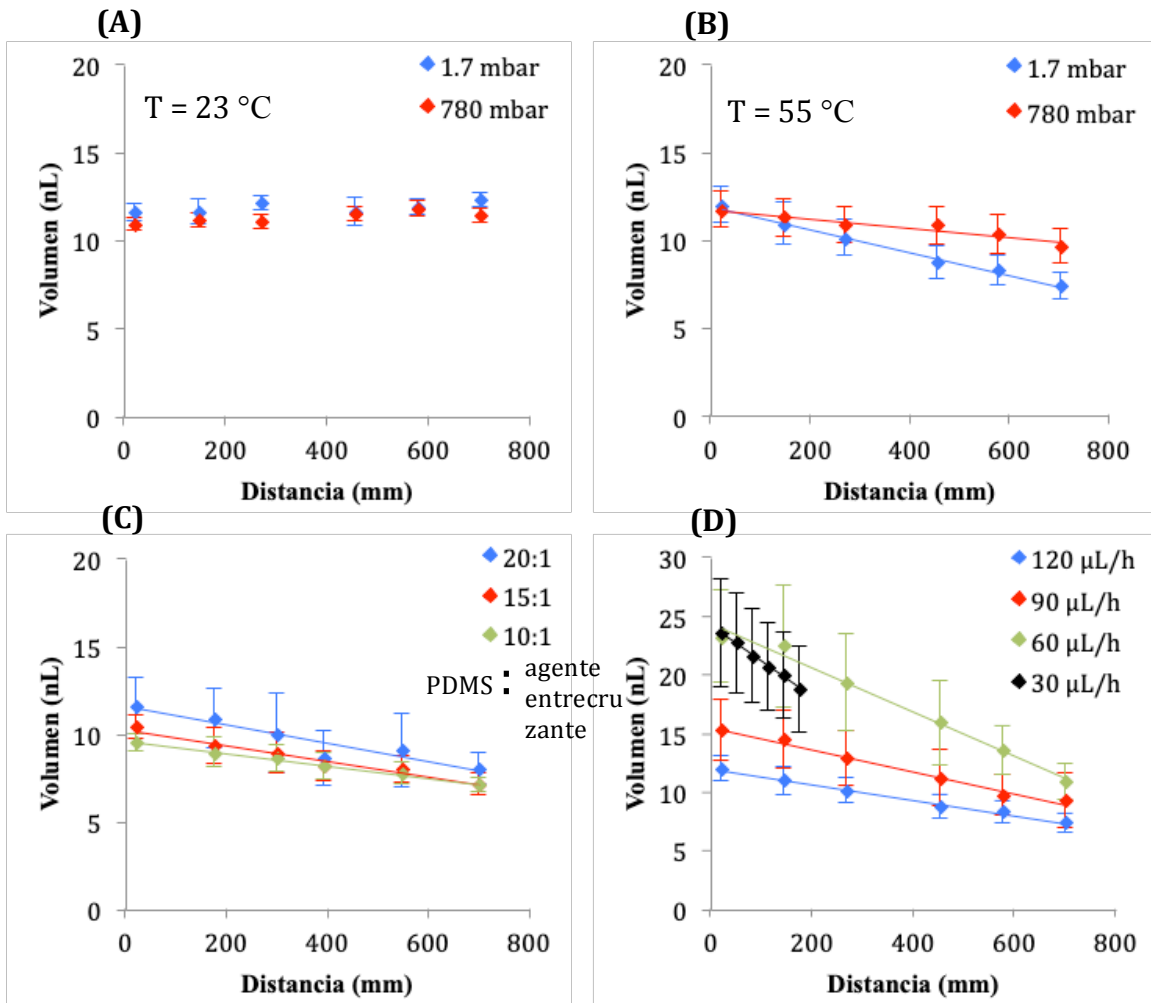 (A)
20
15
10
5
0
Volumen (nL)
T = 23 °C
1.7 mbar
780 mbar
0 200 400 600 800
Distancia (mm)
(B)
20
15
10
5
0
Volumen (nL)
T = 55 °C
1.7 mbar
780 mbar
0 200 400 600 800
Distancia (mm)
(C)
20
15
10
5
0
Volumen (nL)
20:1
15:1
10:1
PDMS : agente
entrecru
zante
0 200 400 600 800
Distancia (mm)
(D)
30
25
20
15
10
5
0
Volumen (nL)
120 µL/h
90 µL/h
60 µL/h
30 µL/h
0 200 400 600 800
Distancia (mm)